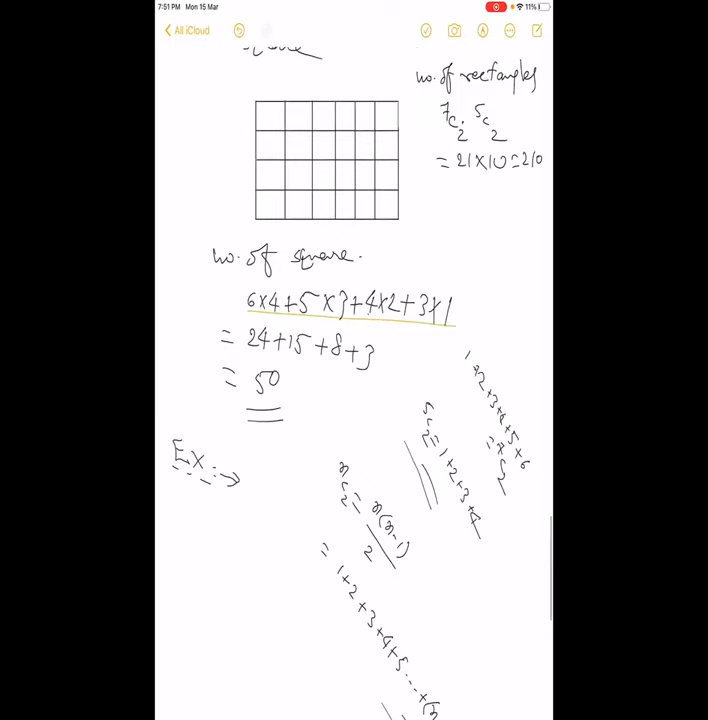 7:51 PM Mon 15 Mar
11%
All iCloud
square
no. of rectangles
7c2 . 5c2
= 21×10 = 210
no. of square.
6×4+5×3+4×2+3×1
= 24+15+8+3
= 50
Ex.
1+2+3+4+5+6
= 7c2
5c2 = 1+2+3+4
nc2 = n(n-1)/2
= 1+2+3+4+5...+(n